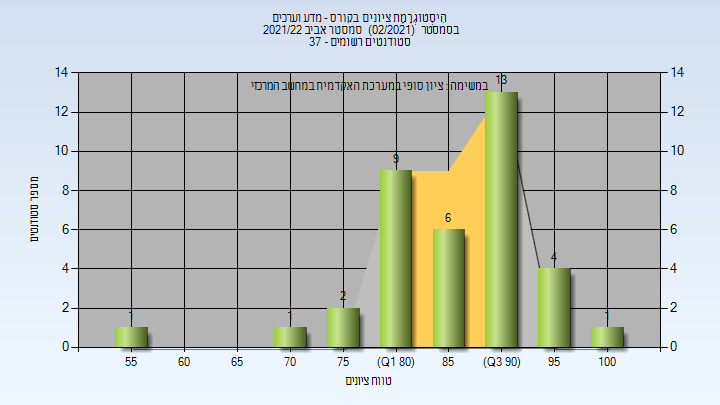 היסטוגרמת ציונים בקורס - מדע וערכים
בסמסטר (02/2021) סמסטר אביב 2021/22
סטודנטים רשומים - 37
במשימה: ציון סופי במערכת האקדמית במחשב המרכזי
מספר סטודנטים
14 14
12 12
10 10
8 8
6 6
4 4
2 2
0 0
1 1 2 9 6 13 4 1
55 60 65 70 75 (Q1 80) 85 (Q3 90) 95 100
טווח ציונים